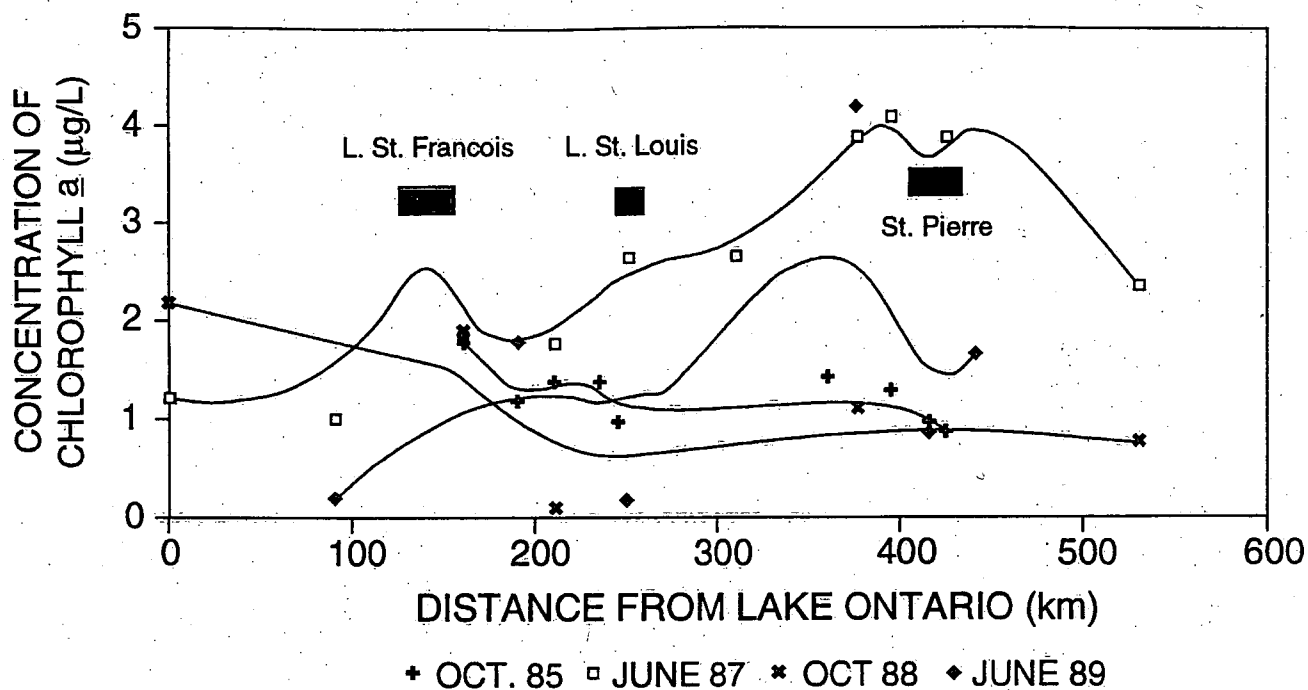 CONCENTRATION OF
CHLOROPHYLL a (µg/L)
5
4
3
2
1
0
L. St. Francois
L. St. Louis
St. Pierre
0 100 200 300 400 500 600
DISTANCE FROM LAKE ONTARIO (km)
OCT. 85 JUNE 87 OCT 88 JUNE 89